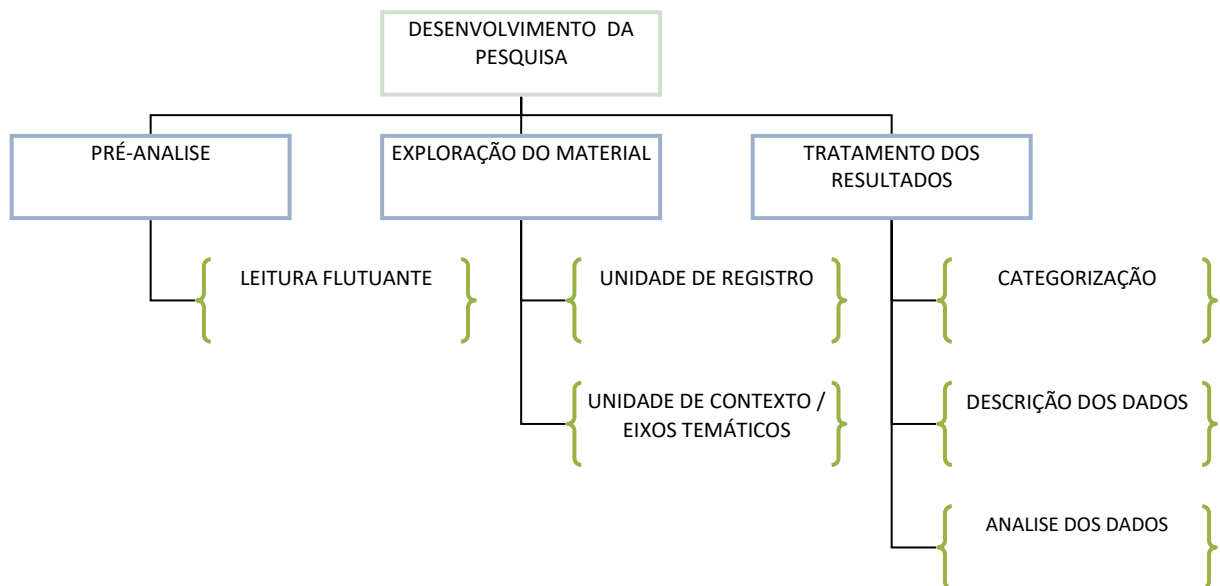 DESENVOLVIMENTO DA
PESQUISA
PRÉ-ANALISE
EXPLORAÇÃO DO MATERIAL
TRATAMENTO DOS
RESULTADOS
LEITURA FLUTUANTE
UNIDADE DE REGISTRO
CATEGORIZAÇÃO
UNIDADE DE CONTEXTO /
EIXOS TEMÁTICOS
DESCRIÇÃO DOS DADOS
ANALISE DOS DADOS